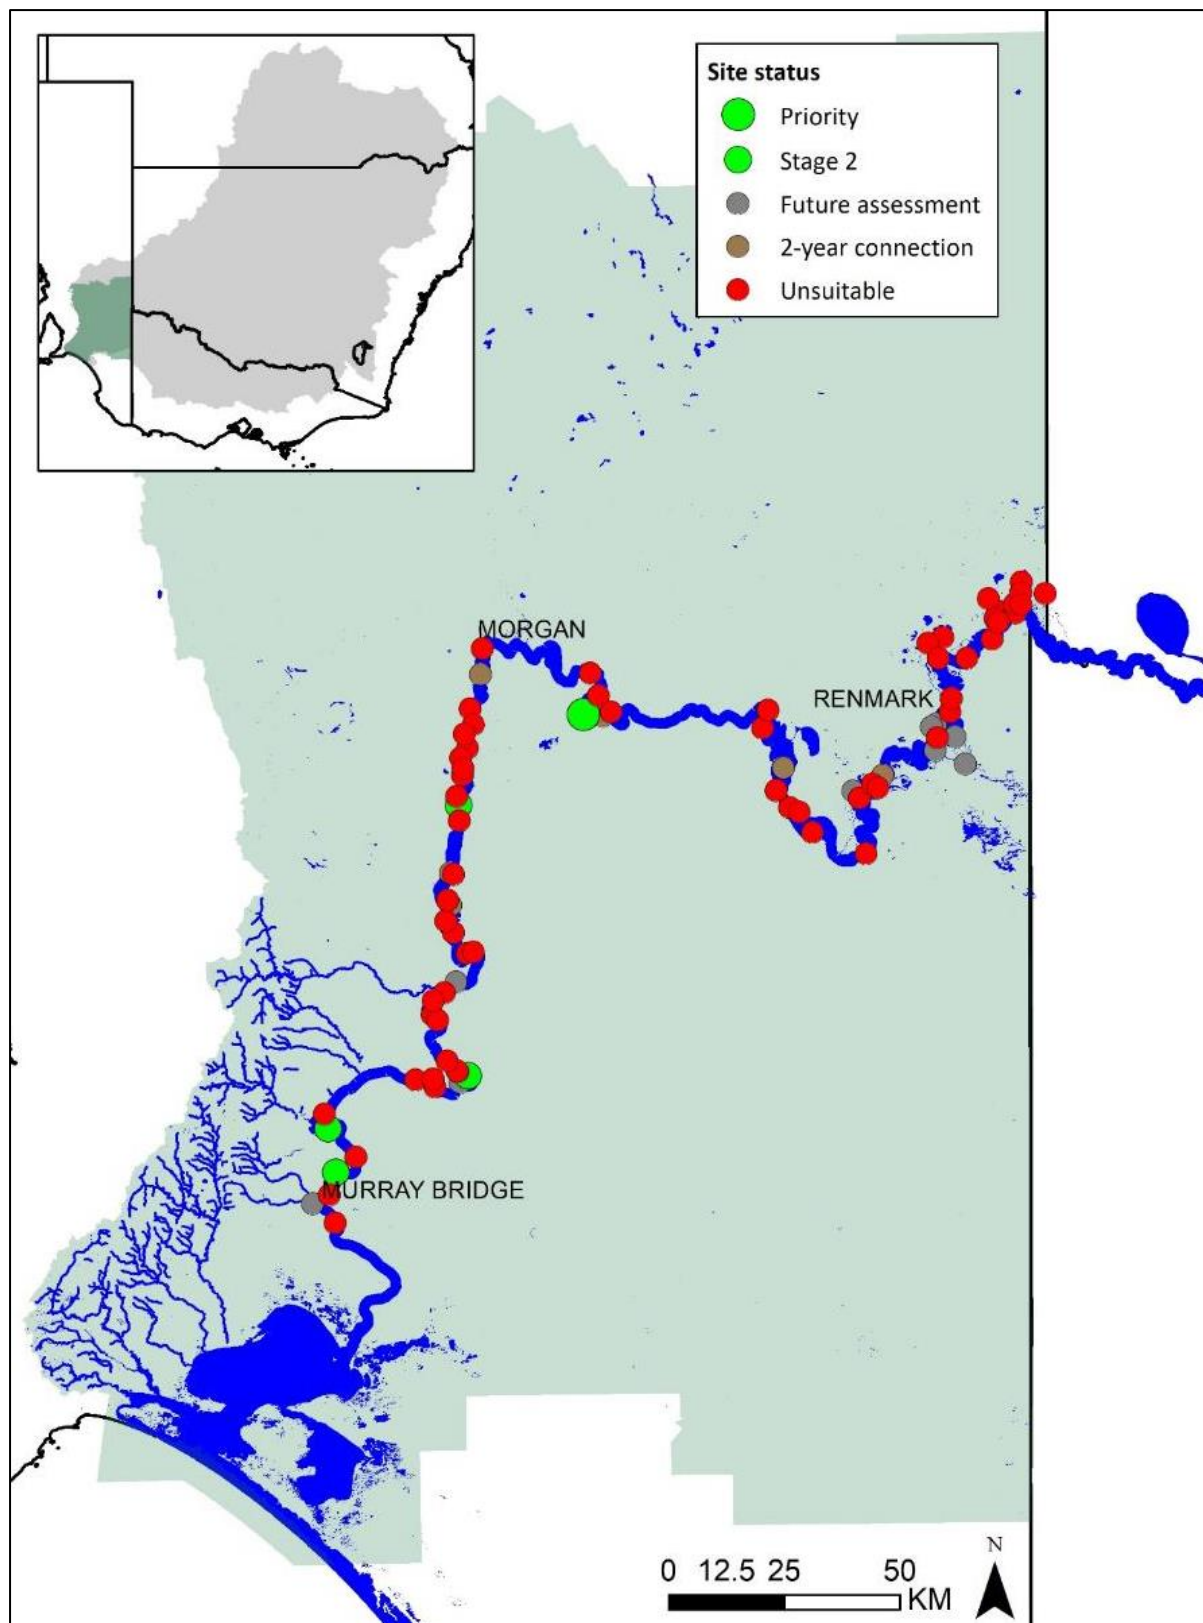 Site status
Priority
Stage 2
Future assessment
2-year connection
Unsuitable
MORGAN
RENMARK
MURRAY BRIDGE
N
0 12.5 25 50
KM